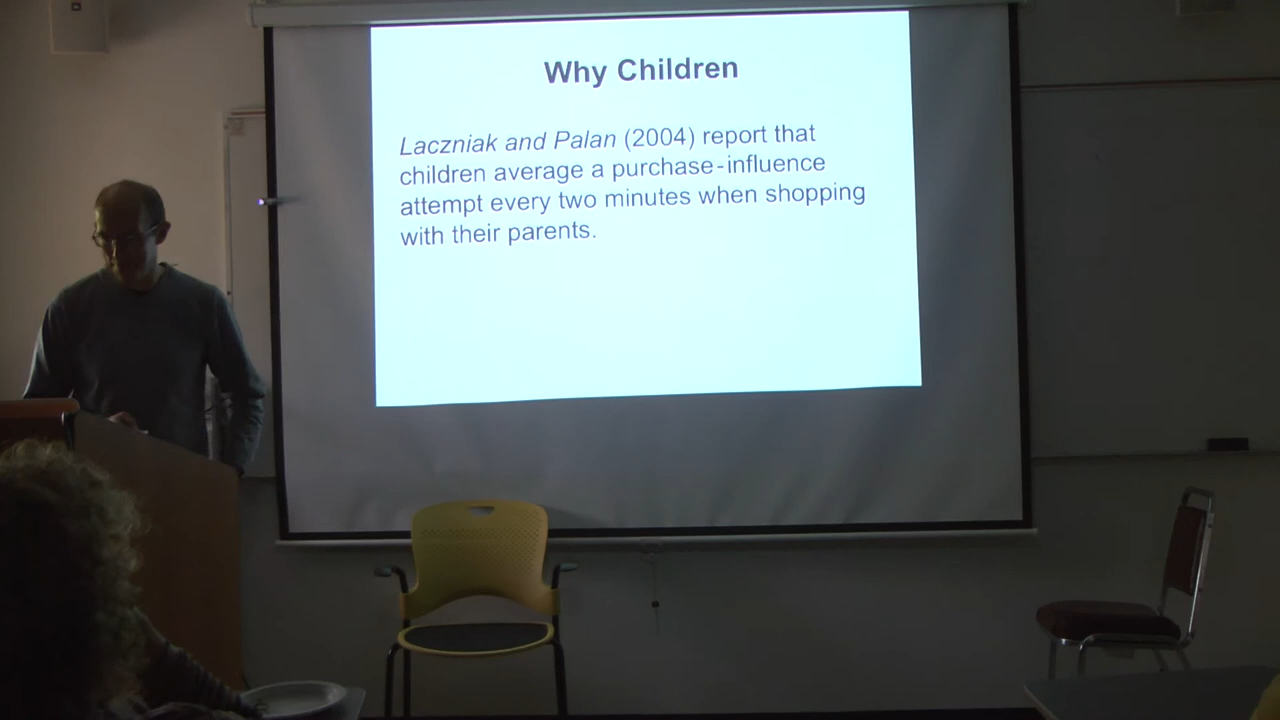 Why Children
Laczniak and Palan (2004) report that
children average a purchase-influence
attempt every two minutes when shopping
with their parents.